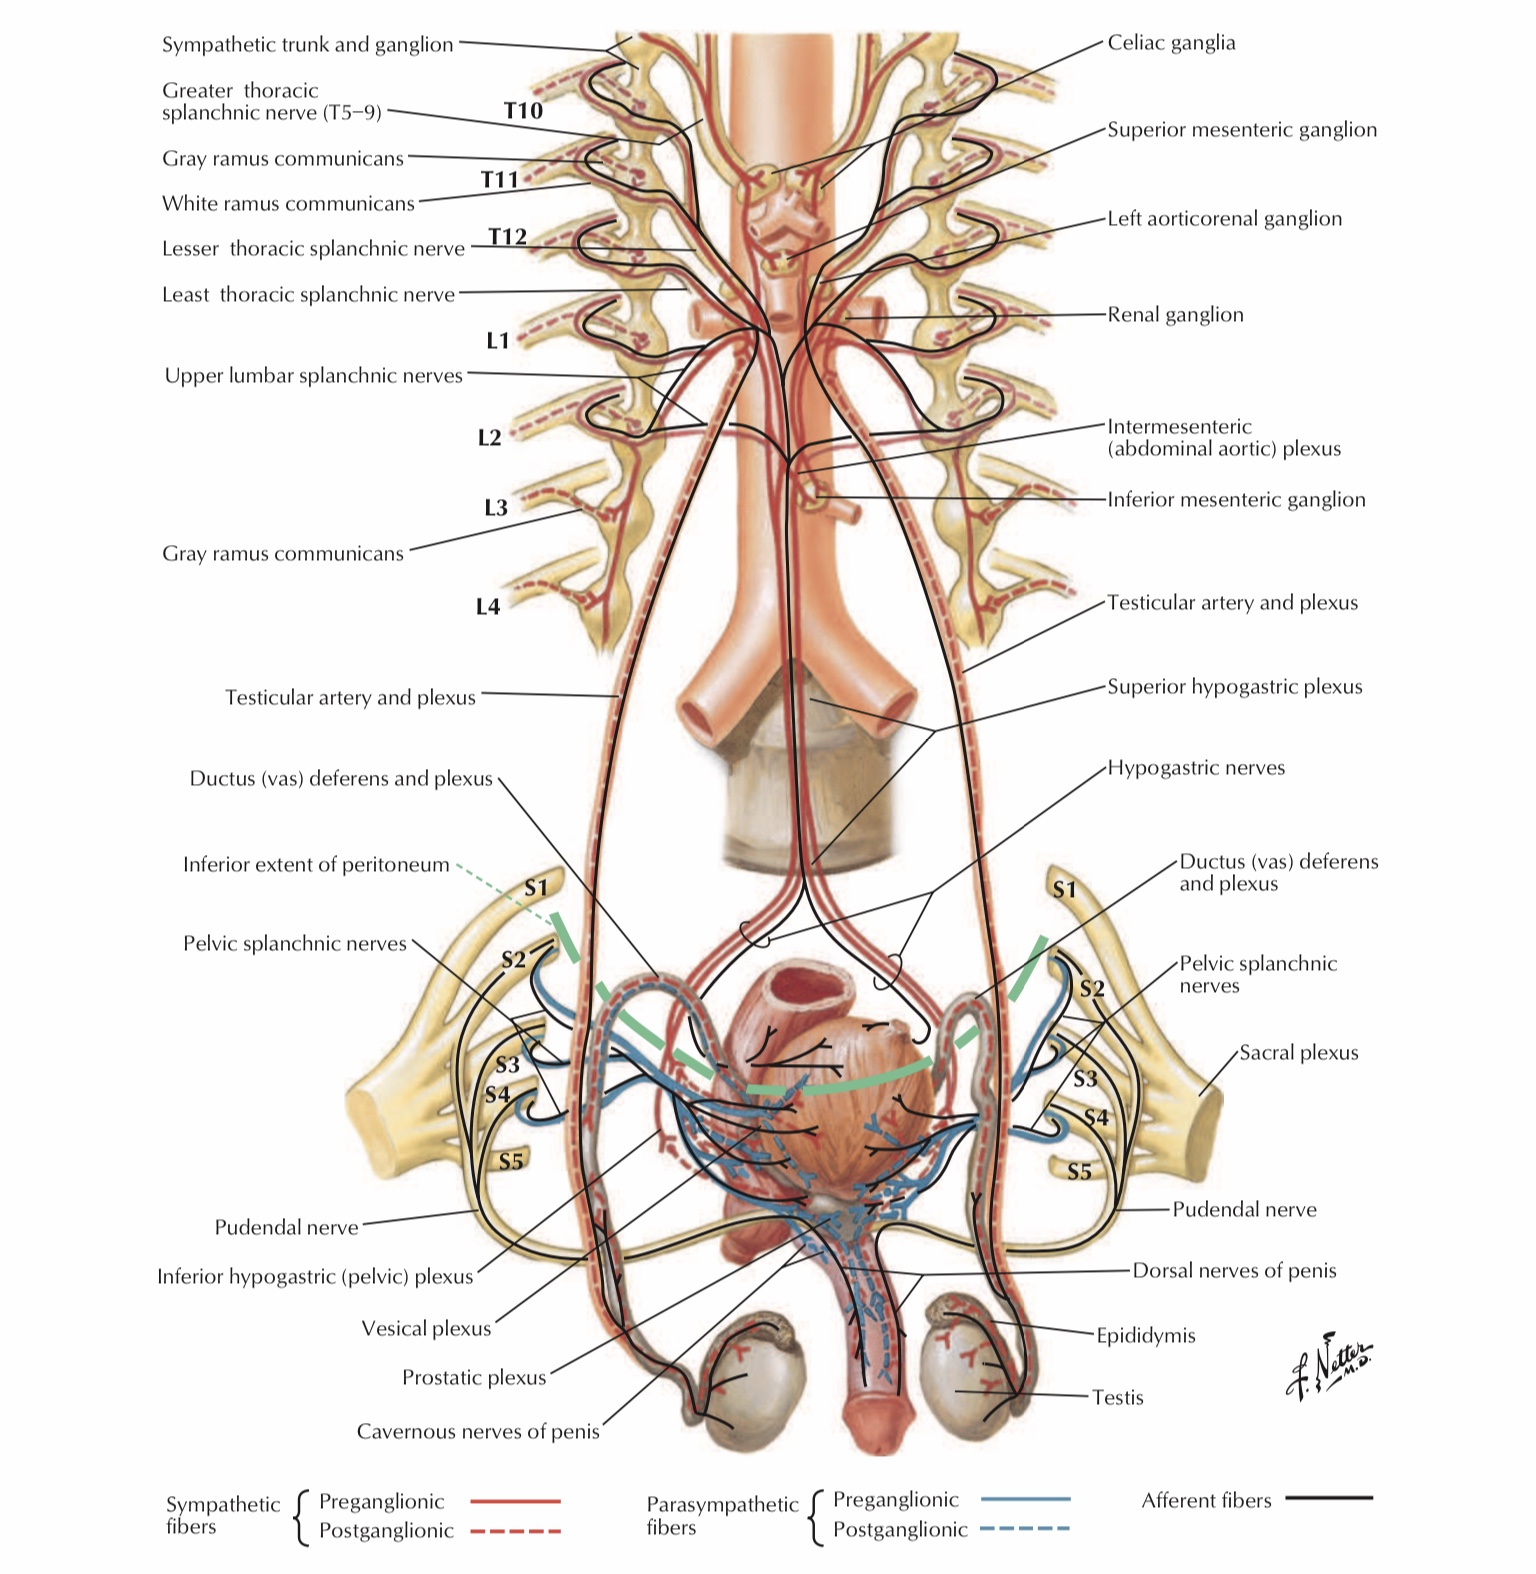 Sympathetic trunk and ganglion
Greater thoracic
splanchnic nerve (T5–9)
Gray ramus communicans
White ramus communicans
Lesser thoracic splanchnic nerve
Least thoracic splanchnic nerve
Upper lumbar splanchnic nerves
Gray ramus communicans
Testicular artery and plexus
Ductus (vas) deferens and plexus
Inferior extent of peritoneum
Pelvic splanchnic nerves
Pudendal nerve
Inferior hypogastric (pelvic) plexus
Vesical plexus
Prostatic plexus
Cavernous nerves of penis
T10
T11
T12
L1
L2
L3
L4
S1
S2
S3
S4
S5
Celiac ganglia
Superior mesenteric ganglion
Left aorticorenal ganglion
Renal ganglion
Intermesenteric
(abdominal aortic) plexus
Inferior mesenteric ganglion
Testicular artery and plexus
Superior hypogastric plexus
Hypogastric nerves
Ductus (vas) deferens
and plexus
S1
S2
S3
S4
S5
Pelvic splanchnic
nerves
Sacral plexus
Pudendal nerve
Dorsal nerves of penis
Epididymis
Testis
F. Netter
M.D.
Sympathetic
fibers
Preganglionic
Postganglionic
Parasympathetic
fibers
Preganglionic
Postganglionic
Afferent fibers